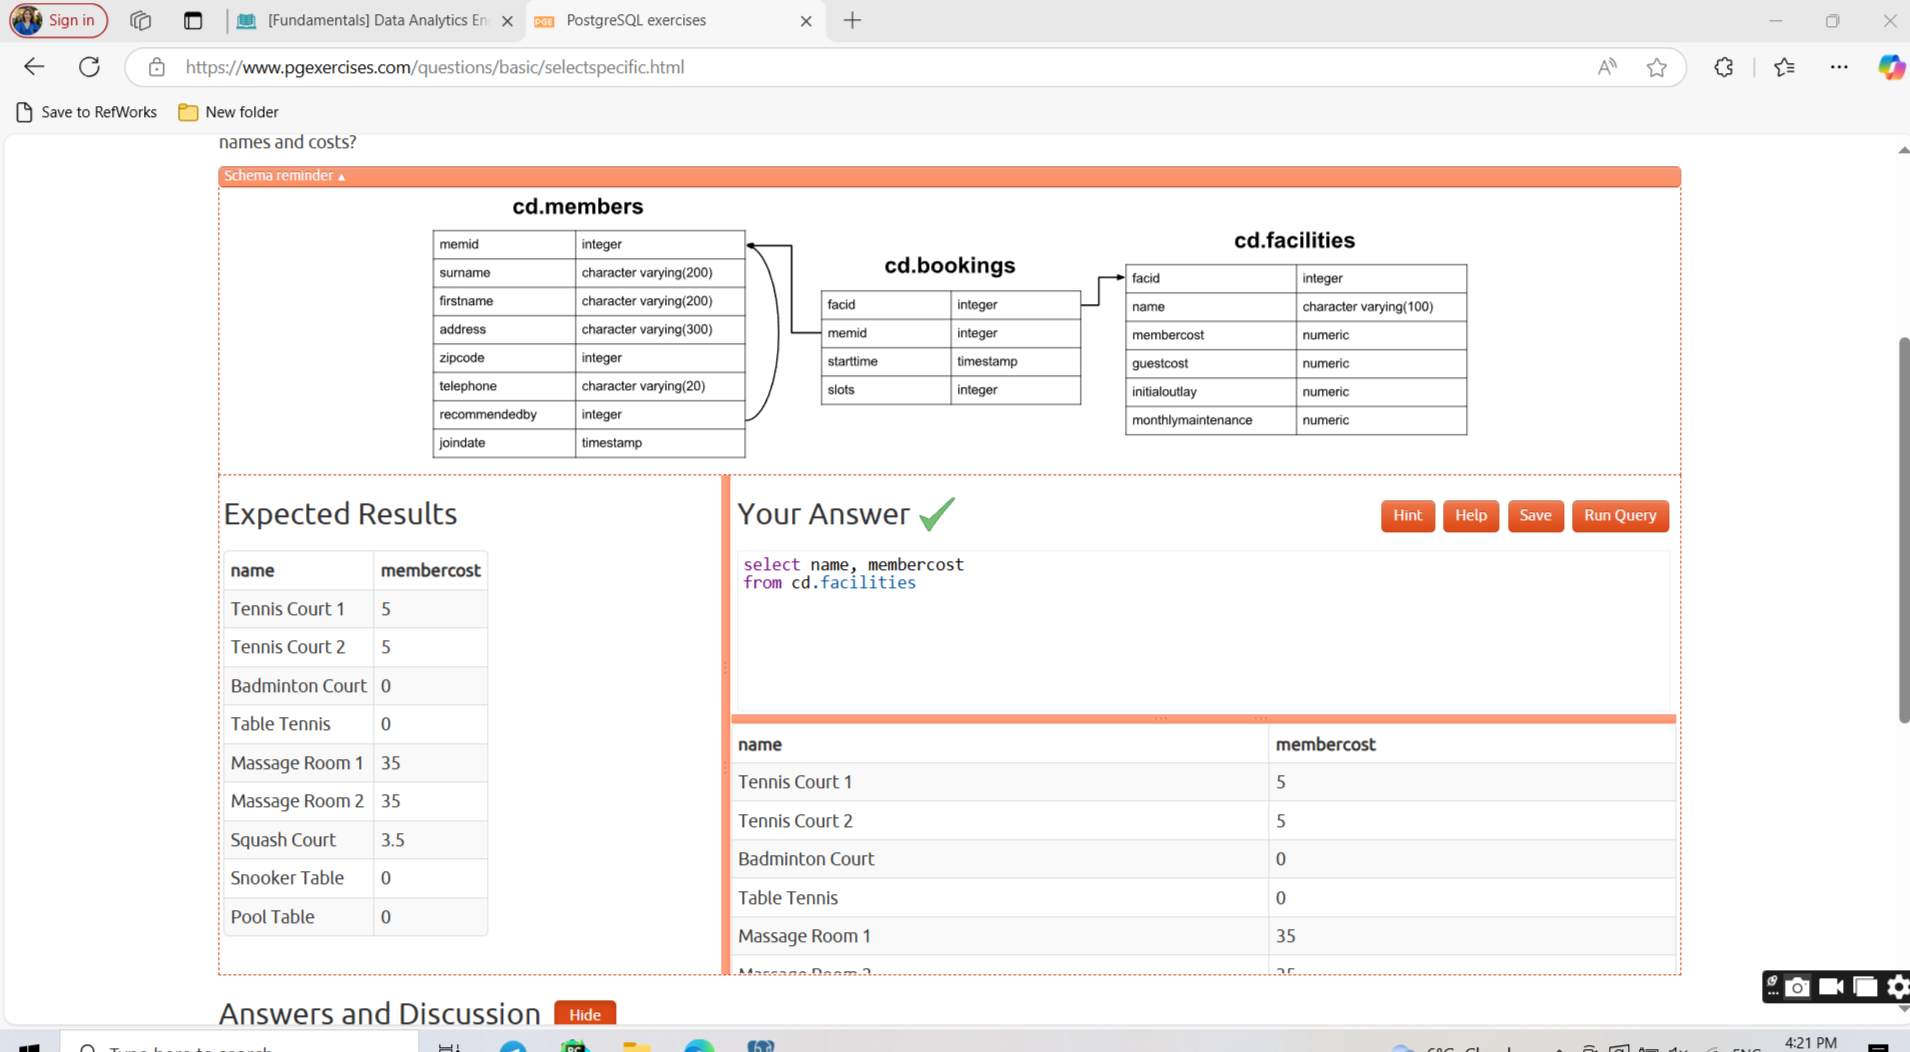 Sign in
[Fundamentals] Data Analytics En
PGE PostgreSQL exercises
https://www.pgexercises.com/questions/basic/selectspecific.html
Save to RefWorks New folder
names and costs?
Schema reminder ▲
cd.members
memid integer
surname character varying(200)
firstname character varying(200)
address character varying(300)
zipcode integer
telephone character varying(20)
recommendedby integer
joindate timestamp
cd.bookings
facid integer
memid integer
starttime timestamp
slots integer
cd.facilities
facid integer
name character varying(100)
membercost numeric
guestcost numeric
initialoutlay numeric
monthlymaintenance numeric
Expected Results
name membercost
Tennis Court 1 5
Tennis Court 2 5
Badminton Court 0
Table Tennis 0
Massage Room 1 35
Massage Room 2 35
Squash Court 3.5
Snooker Table 0
Pool Table 0
Your Answer
Hint Help Save Run Query
select name, membercost
from cd.facilities
name membercost
Tennis Court 1 5
Tennis Court 2 5
Badminton Court 0
Table Tennis 0
Massage Room 1 35
Massage Room 2 35
Answers and Discussion Hide
Type here to search
6°C
ENG
4:21 PM